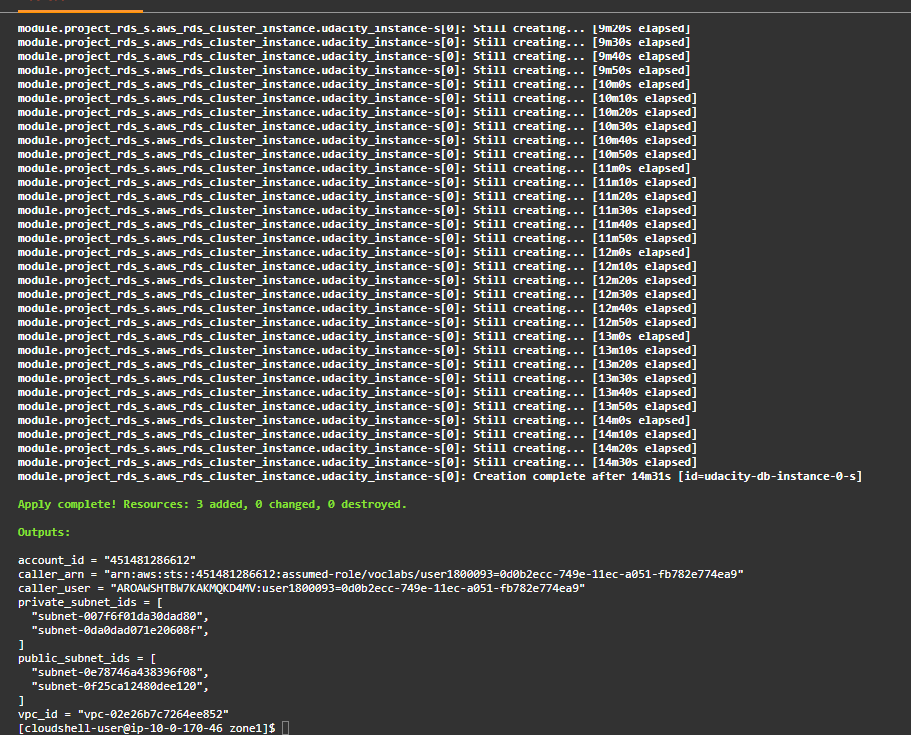 module.project_rds_s.aws_rds_cluster_instance.udacity_instance-s[0]: Still creating... [9m20s elapsed]
module.project_rds_s.aws_rds_cluster_instance.udacity_instance-s[0]: Still creating... [9m30s elapsed]
module.project_rds_s.aws_rds_cluster_instance.udacity_instance-s[0]: Still creating... [9m40s elapsed]
module.project_rds_s.aws_rds_cluster_instance.udacity_instance-s[0]: Still creating... [9m50s elapsed]
module.project_rds_s.aws_rds_cluster_instance.udacity_instance-s[0]: Still creating... [10m0s elapsed]
module.project_rds_s.aws_rds_cluster_instance.udacity_instance-s[0]: Still creating... [10m10s elapsed]
module.project_rds_s.aws_rds_cluster_instance.udacity_instance-s[0]: Still creating... [10m20s elapsed]
module.project_rds_s.aws_rds_cluster_instance.udacity_instance-s[0]: Still creating... [10m30s elapsed]
module.project_rds_s.aws_rds_cluster_instance.udacity_instance-s[0]: Still creating... [10m40s elapsed]
module.project_rds_s.aws_rds_cluster_instance.udacity_instance-s[0]: Still creating... [10m50s elapsed]
module.project_rds_s.aws_rds_cluster_instance.udacity_instance-s[0]: Still creating... [11m0s elapsed]
module.project_rds_s.aws_rds_cluster_instance.udacity_instance-s[0]: Still creating... [11m10s elapsed]
module.project_rds_s.aws_rds_cluster_instance.udacity_instance-s[0]: Still creating... [11m20s elapsed]
module.project_rds_s.aws_rds_cluster_instance.udacity_instance-s[0]: Still creating... [11m30s elapsed]
module.project_rds_s.aws_rds_cluster_instance.udacity_instance-s[0]: Still creating... [11m40s elapsed]
module.project_rds_s.aws_rds_cluster_instance.udacity_instance-s[0]: Still creating... [11m50s elapsed]
module.project_rds_s.aws_rds_cluster_instance.udacity_instance-s[0]: Still creating... [12m0s elapsed]
module.project_rds_s.aws_rds_cluster_instance.udacity_instance-s[0]: Still creating... [12m10s elapsed]
module.project_rds_s.aws_rds_cluster_instance.udacity_instance-s[0]: Still creating... [12m20s elapsed]
module.project_rds_s.aws_rds_cluster_instance.udacity_instance-s[0]: Still creating... [12m30s elapsed]
module.project_rds_s.aws_rds_cluster_instance.udacity_instance-s[0]: Still creating... [12m40s elapsed]
module.project_rds_s.aws_rds_cluster_instance.udacity_instance-s[0]: Still creating... [12m50s elapsed]
module.project_rds_s.aws_rds_cluster_instance.udacity_instance-s[0]: Still creating... [13m0s elapsed]
module.project_rds_s.aws_rds_cluster_instance.udacity_instance-s[0]: Still creating... [13m10s elapsed]
module.project_rds_s.aws_rds_cluster_instance.udacity_instance-s[0]: Still creating... [13m20s elapsed]
module.project_rds_s.aws_rds_cluster_instance.udacity_instance-s[0]: Still creating... [13m30s elapsed]
module.project_rds_s.aws_rds_cluster_instance.udacity_instance-s[0]: Still creating... [13m40s elapsed]
module.project_rds_s.aws_rds_cluster_instance.udacity_instance-s[0]: Still creating... [13m50s elapsed]
module.project_rds_s.aws_rds_cluster_instance.udacity_instance-s[0]: Still creating... [14m0s elapsed]
module.project_rds_s.aws_rds_cluster_instance.udacity_instance-s[0]: Still creating... [14m10s elapsed]
module.project_rds_s.aws_rds_cluster_instance.udacity_instance-s[0]: Still creating... [14m20s elapsed]
module.project_rds_s.aws_rds_cluster_instance.udacity_instance-s[0]: Still creating... [14m30s elapsed]
module.project_rds_s.aws_rds_cluster_instance.udacity_instance-s[0]: Creation complete after 14m31s [id=udacity-db-instance-0-s]
Apply complete! Resources: 3 added, 0 changed, 0 destroyed.
Outputs:
account_id = "451481286612"
caller_arn = "arn:aws:sts::451481286612:assumed-role/voclabs/user1800093=0d0b2ecc-749e-11ec-a051-fb782e774ea9"
caller_user = "AROAWSHTBW7KAKMQKD4MV:user1800093=0d0b2ecc-749e-11ec-a051-fb782e774ea9"
private_subnet_ids = [
  "subnet-007f6f01da30dad80",
  "subnet-0da0dad071e20608f",
]
public_subnet_ids = [
  "subnet-0e78746a438396f08",
  "subnet-0f25ca12480dee120",
]
vpc_id = "vpc-02e26b7c7264ee852"
[cloudshell-user@ip-10-0-170-46 zone1]$